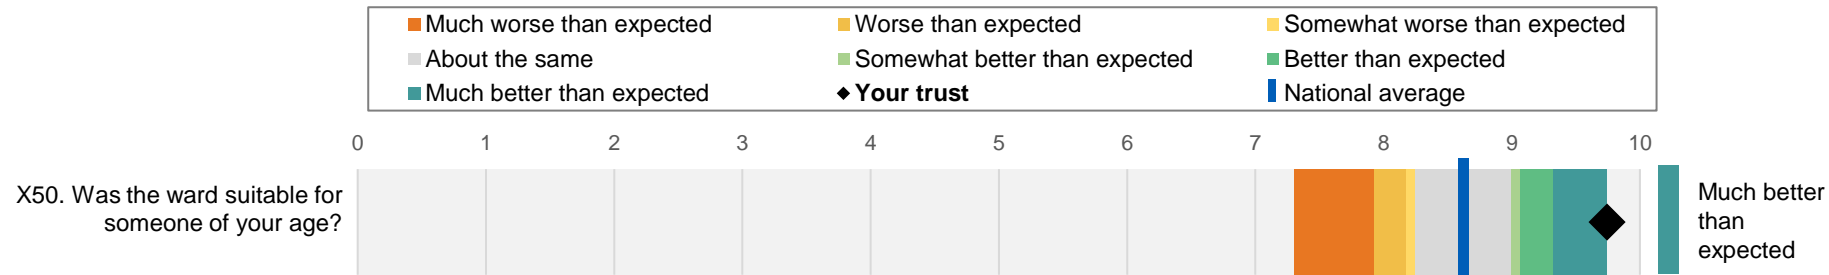 Much worse than expected
Worse than expected
Somewhat worse than expected
About the same
Somewhat better than expected
Better than expected
Much better than expected
Your trust
National average
0 1 2 3 4 5 6 7 8 9 10
X50. Was the ward suitable for
someone of your age?
Much better
than
expected